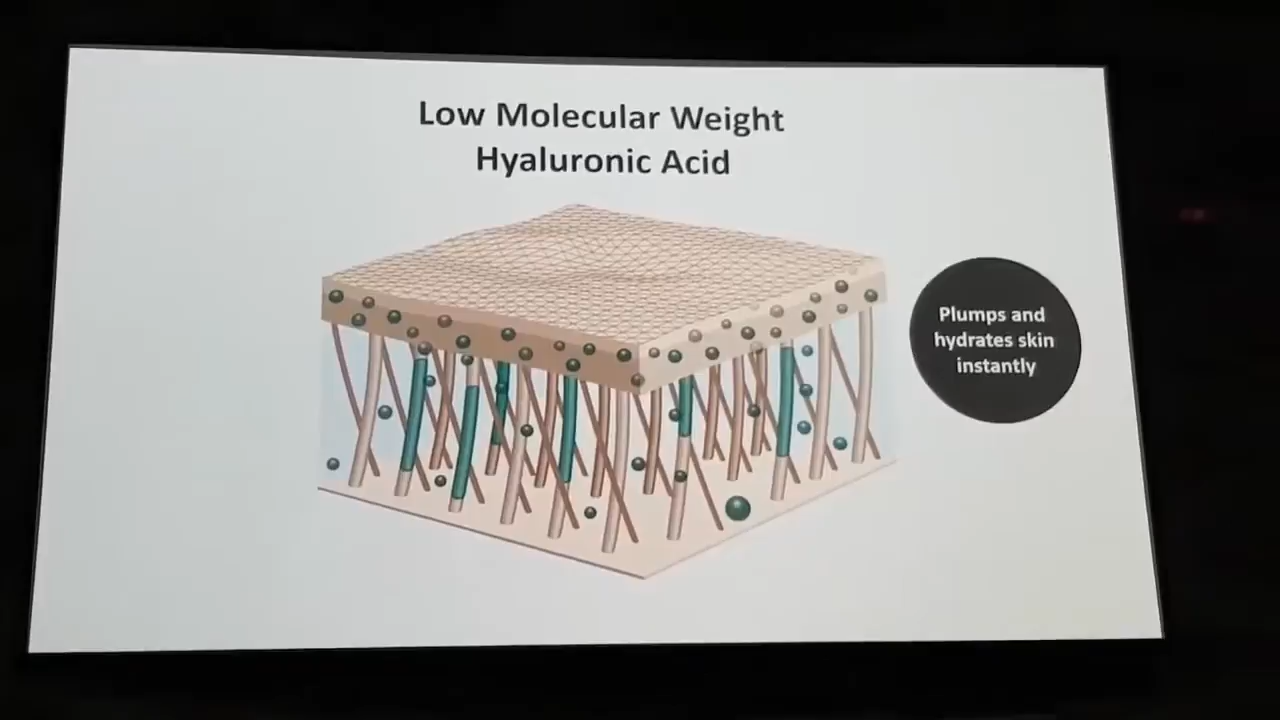 Low Molecular Weight
Hyaluronic Acid
Plumps and
hydrates skin
instantly